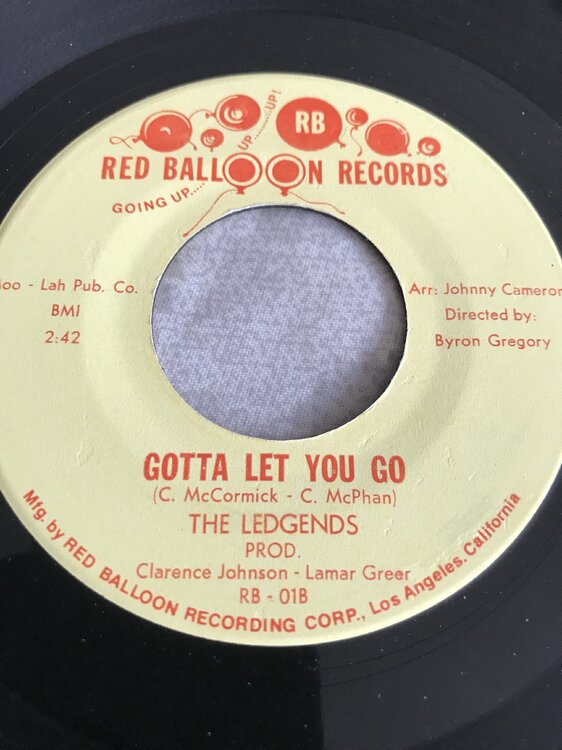 UP
UP!
RB
RED BALLOON RECORDS
GOING UP.....
Lah Pub. Co.
BMI
2:42
Arr: Johnny Cameron
Directed by:
Byron Gregory
GOTTA LET YOU GO
(C. McCormick - C. McPhan)
THE LEDGENDS
PROD.
Clarence Johnson - Lamar Greer
RB - 01B
Mfg. by RED BALLOON RECORDING CORP., Los Angeles, California